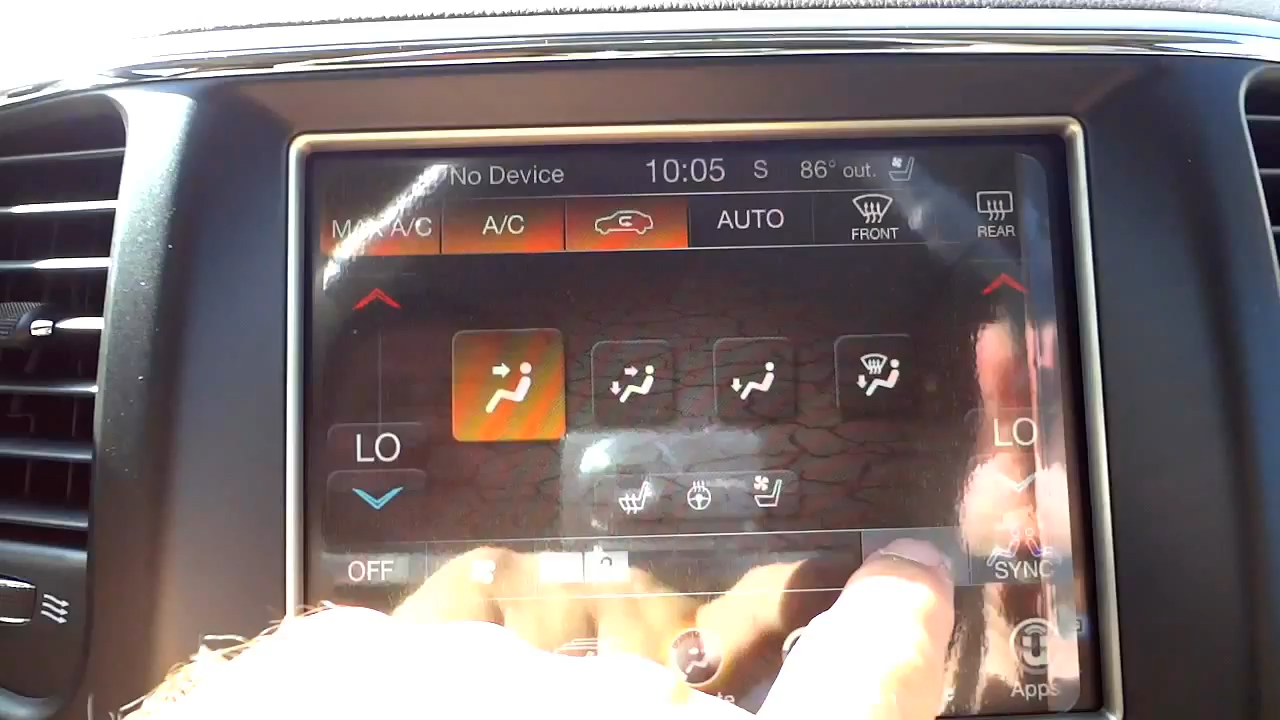 No Device 10:05 S 86° out.
MAX A/C A/C AUTO FRONT REAR
LO LO
OFF SYNC
Apps